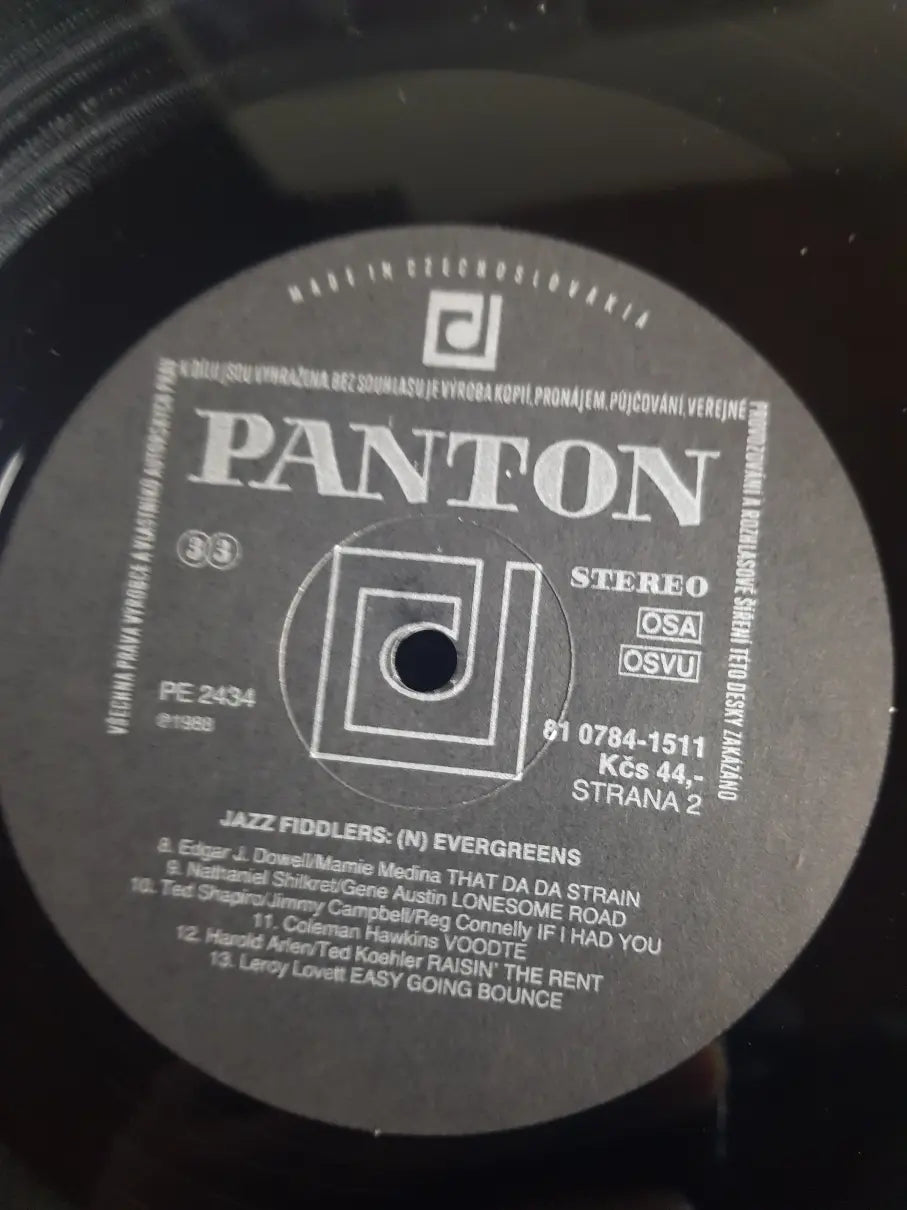 MADE IN CZECHOSLOVAKIA
VŠECHNA PRÁVA VÝROBCE A VLASTNÍKŮ AUTORSKÝCH PRÁV
K DÍLU JSOU VYHRAŽENA. BEZ SOUHLASU JE VÝROBA KOPIÍ, PRONÁJEM, PŮJČOVÁNÍ, VEŘEJNÉ
PROVOZOVÁNÍ A ROZHLASOVÉ ŠÍŘENÍ TÉTO DESKY ZAKÁZÁNO
PANTON
33
STEREO
OSA
OSVU
PE 2434
℗1988
81 0784-1511
Kčs 44,-
STRANA 2
JAZZ FIDDLERS: (N) EVERGREENS
8. Edgar J. Dowell/Mamie Medina THAT DA DA STRAIN
9. Nathaniel Shilkret/Gene Austin LONESOME ROAD
10. Ted Shapiro/Jimmy Campbell/Reg Connelly IF I HAD YOU
11. Coleman Hawkins VOODTE
12. Harold Arlen/Ted Koehler RAISIN' THE RENT
13. Leroy Lovett EASY GOING BOUNCE